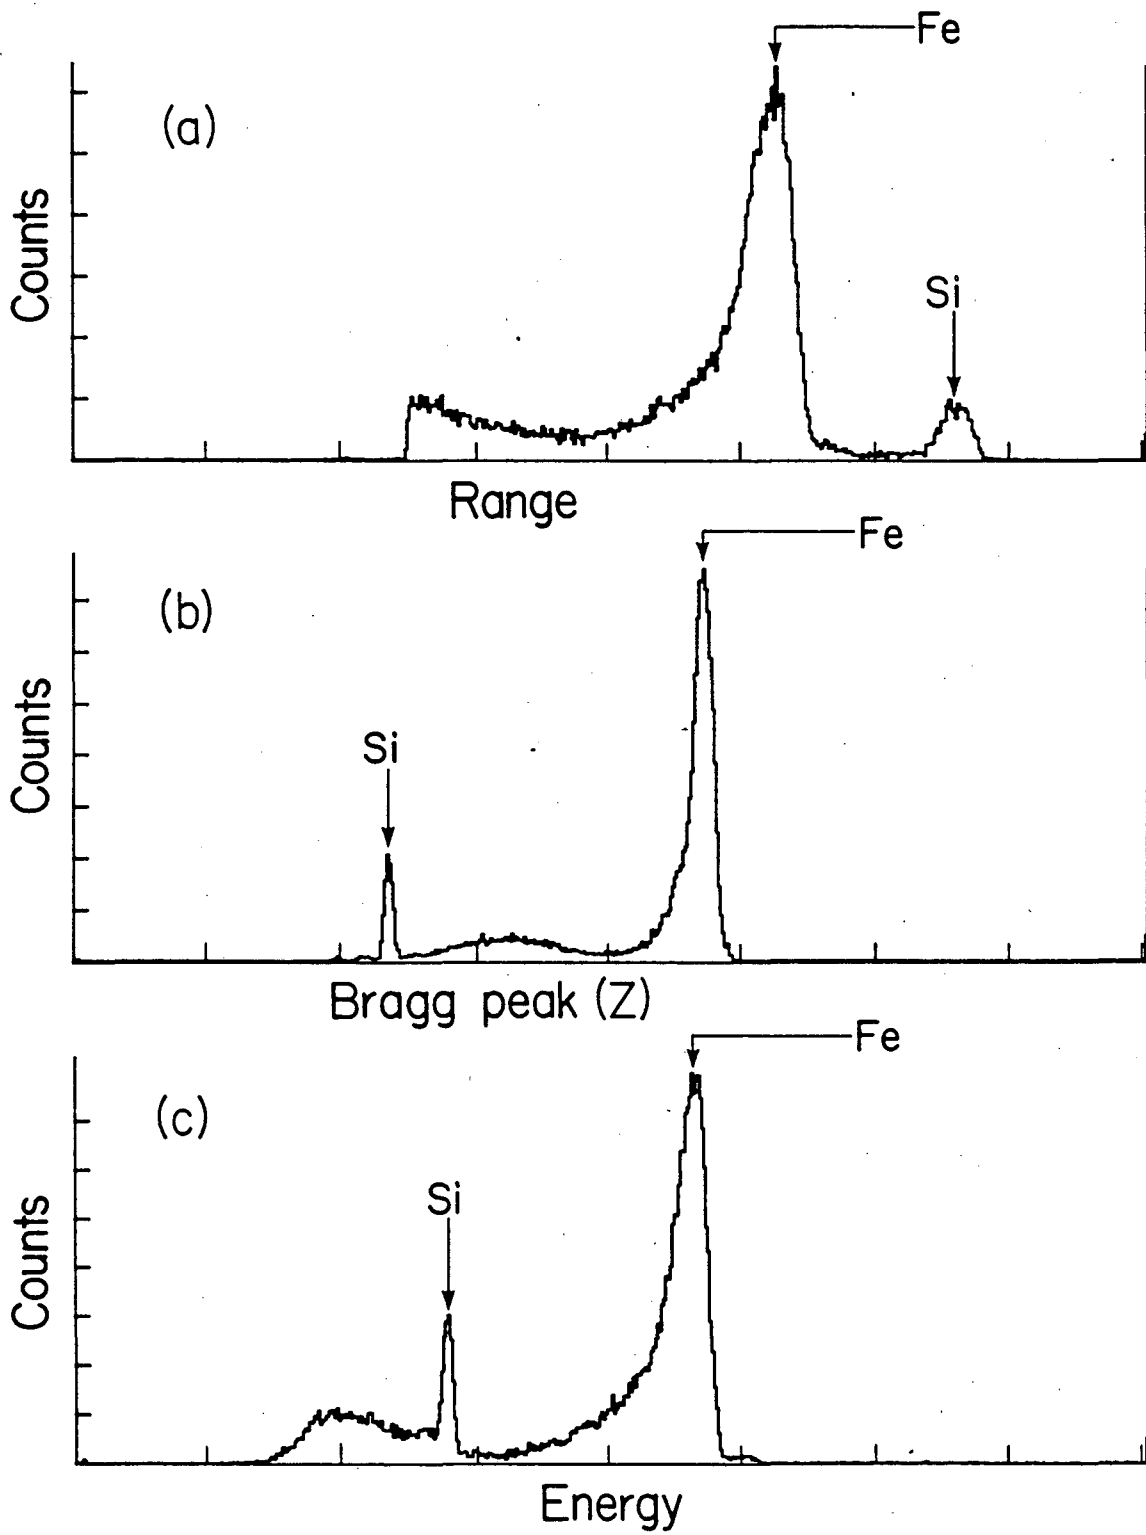 Fe
(a)
Counts
Si
Range
Fe
(b)
Counts
Si
Bragg peak (Z)
Fe
(c)
Counts
Si
Energy